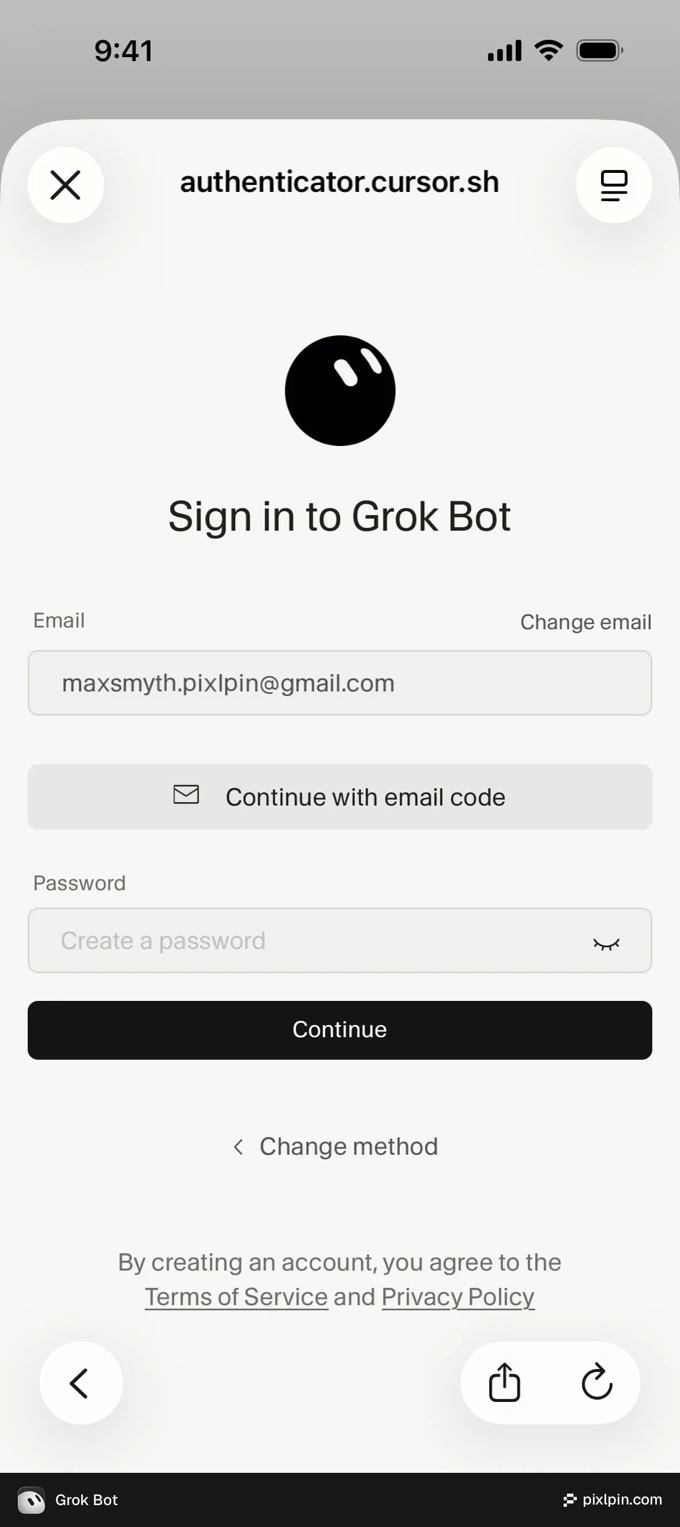 9:41
authenticator.cursor.sh
Sign in to Grok Bot
Email
Change email
maxsmyth.pixlpin@gmail.com
Continue with email code
Password
Create a password
Continue
Change method
By creating an account, you agree to the
Terms of Service and Privacy Policy
Grok Bot
pixlpin.com